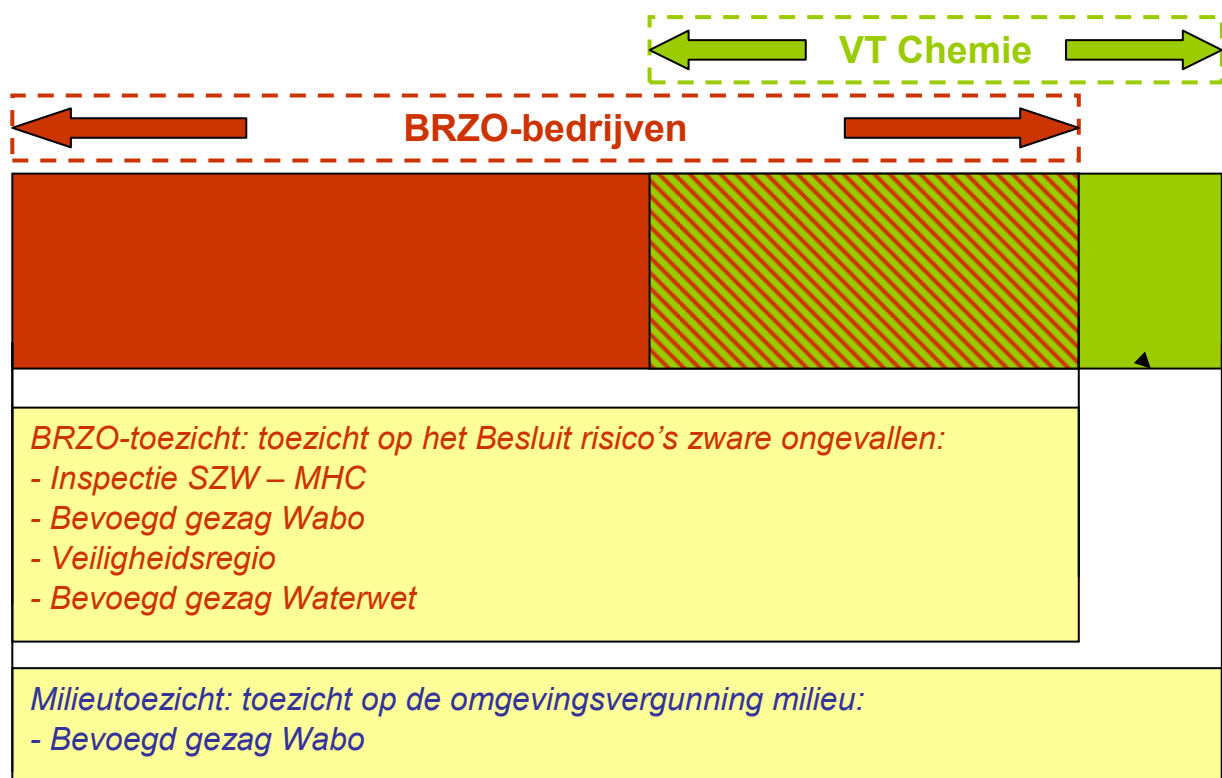 VT Chemie
BRZO-bedrijven
BRZO-toezicht: toezicht op het Besluit risico’s zware ongevallen:
- Inspectie SZW – MHC
- Bevoegd gezag Wabo
- Veiligheidsregio
- Bevoegd gezag Waterwet
Milieutoezicht: toezicht op de omgevingsvergunning milieu:
- Bevoegd gezag Wabo